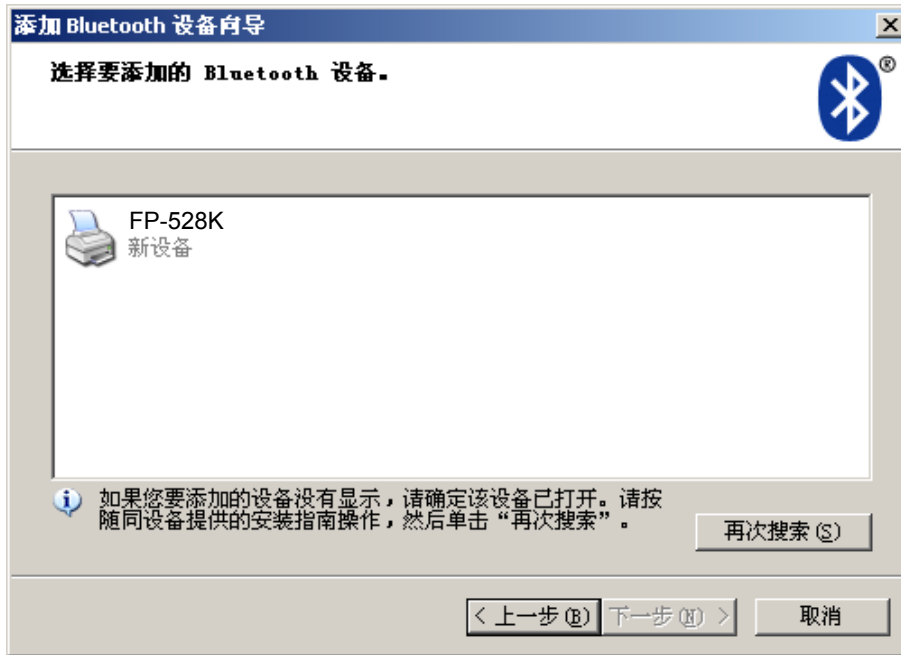 添加 Bluetooth 设备向导
选择要添加的 Bluetooth 设备。
®
FP-528K
新设备
如果您要添加的设备没有显示，请确定该设备已打开。请按
随同设备提供的安装指南操作，然后单击“再次搜索”。
再次搜索(S)
< 上一步(B) 下一步(N) > 取消